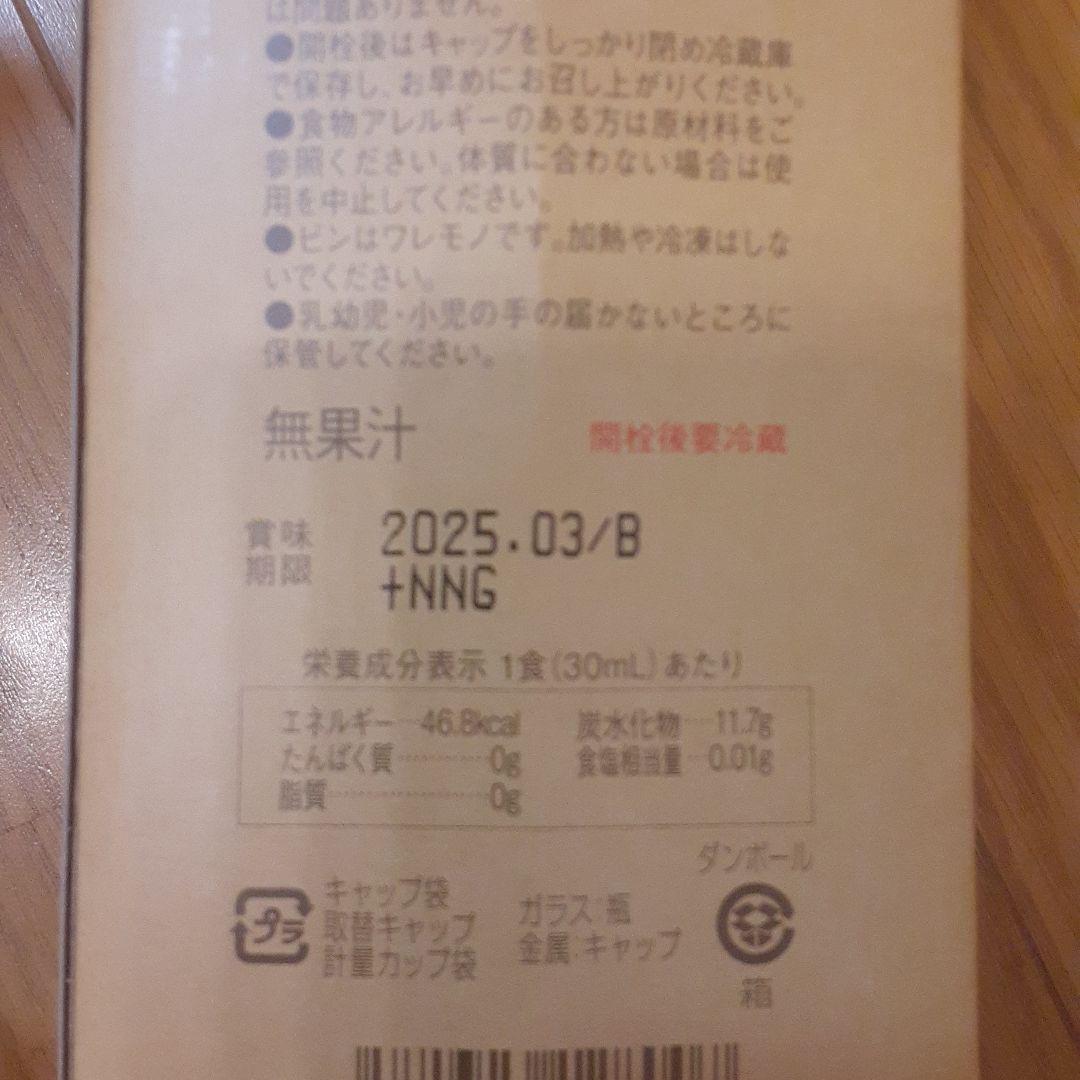 は問題ありません。
●開栓後はキャップをしっかり閉め冷蔵庫
で保存し、お早めにお召し上がりください。
●食物アレルギーのある方は原材料をご
参照ください。体質に合わない場合は使
用を中止してください。
●ビンはワレモノです。加熱や冷凍はしな
いでください。
●乳幼児・小児の手の届かないところに
保管してください。
無果汁 開栓後要冷蔵
賞味期限 2025.03/B
+NNG
栄養成分表示 1食(30mL)あたり
エネルギー…46.8kcal 炭水化物…11.7g
たんぱく質…0g 食塩相当量…0.01g
脂質…0g
ダンボール
プラ
キャップ袋
取替キャップ
計量カップ袋
ガラス:瓶
金属:キャップ
箱